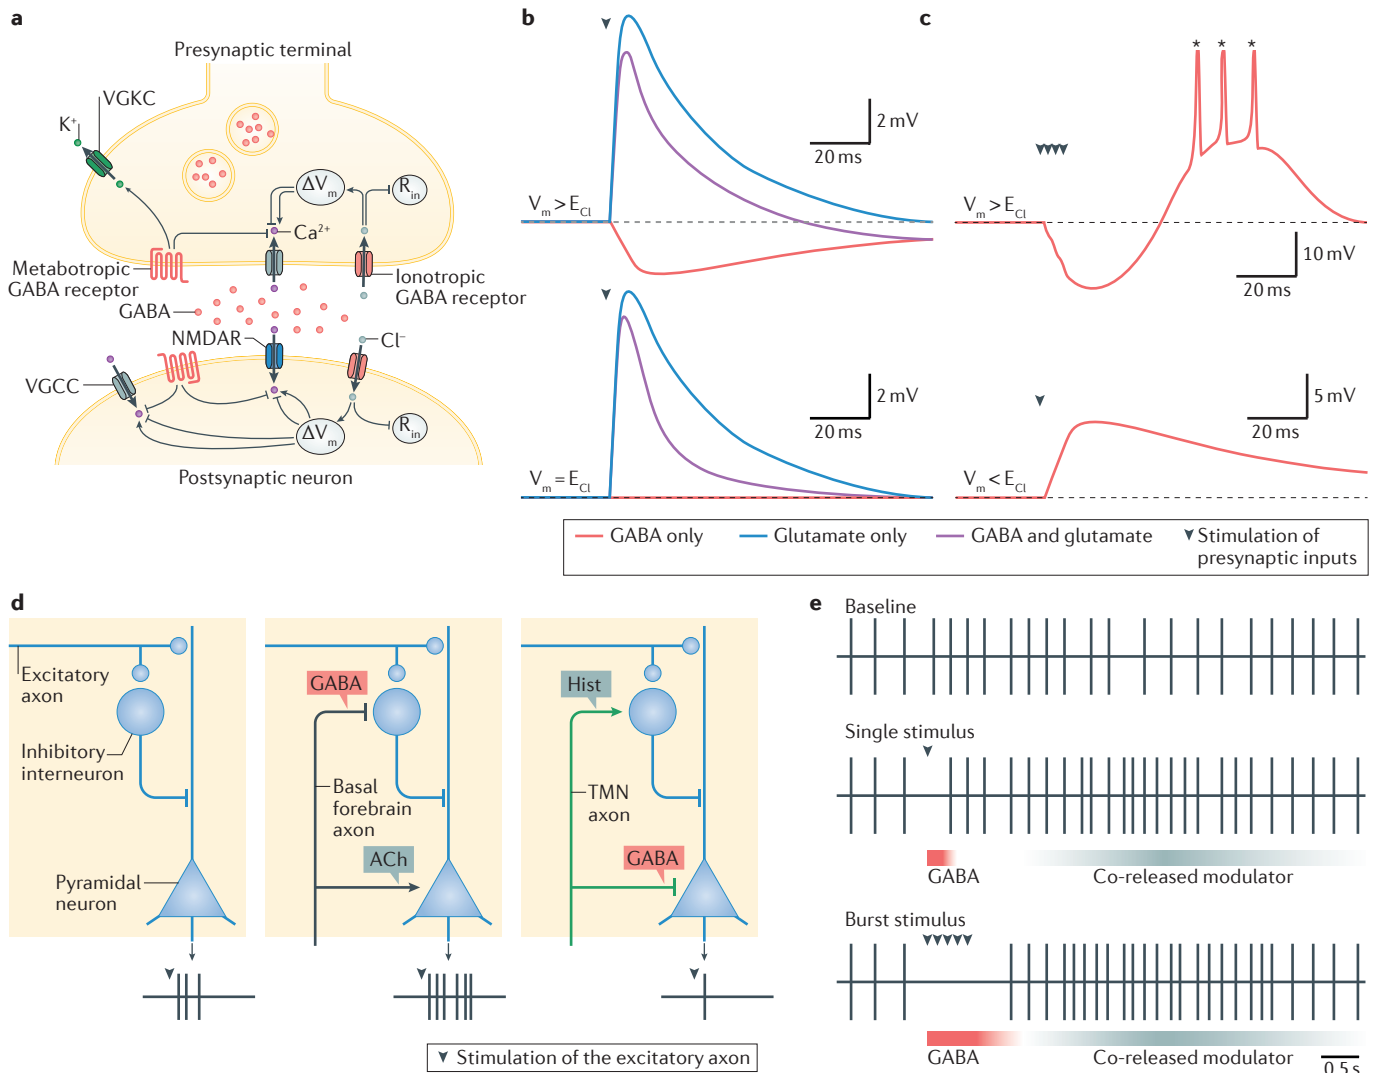 a
Presynaptic terminal
VGKC
K⁺
ΔVm
Rin
Ca²⁺
Metabotropic
GABA receptor
Ionotropic
GABA receptor
GABA
NMDAR
Cl⁻
VGCC
ΔVm
Rin
Postsynaptic neuron
b
2 mV
20 ms
Vm > ECl
2 mV
20 ms
Vm = ECl
c
* * *
Vm > ECl
10 mV
20 ms
5 mV
20 ms
Vm < ECl
GABA only
Glutamate only
GABA and glutamate
Stimulation of
presynaptic inputs
d
Excitatory
axon
Inhibitory
interneuron
Pyramidal
neuron
GABA
Basal
forebrain
axon
ACh
Hist
TMN
axon
GABA
Stimulation of the excitatory axon
e
Baseline
Single stimulus
GABA
Co-released modulator
Burst stimulus
GABA
Co-released modulator
0.5 s